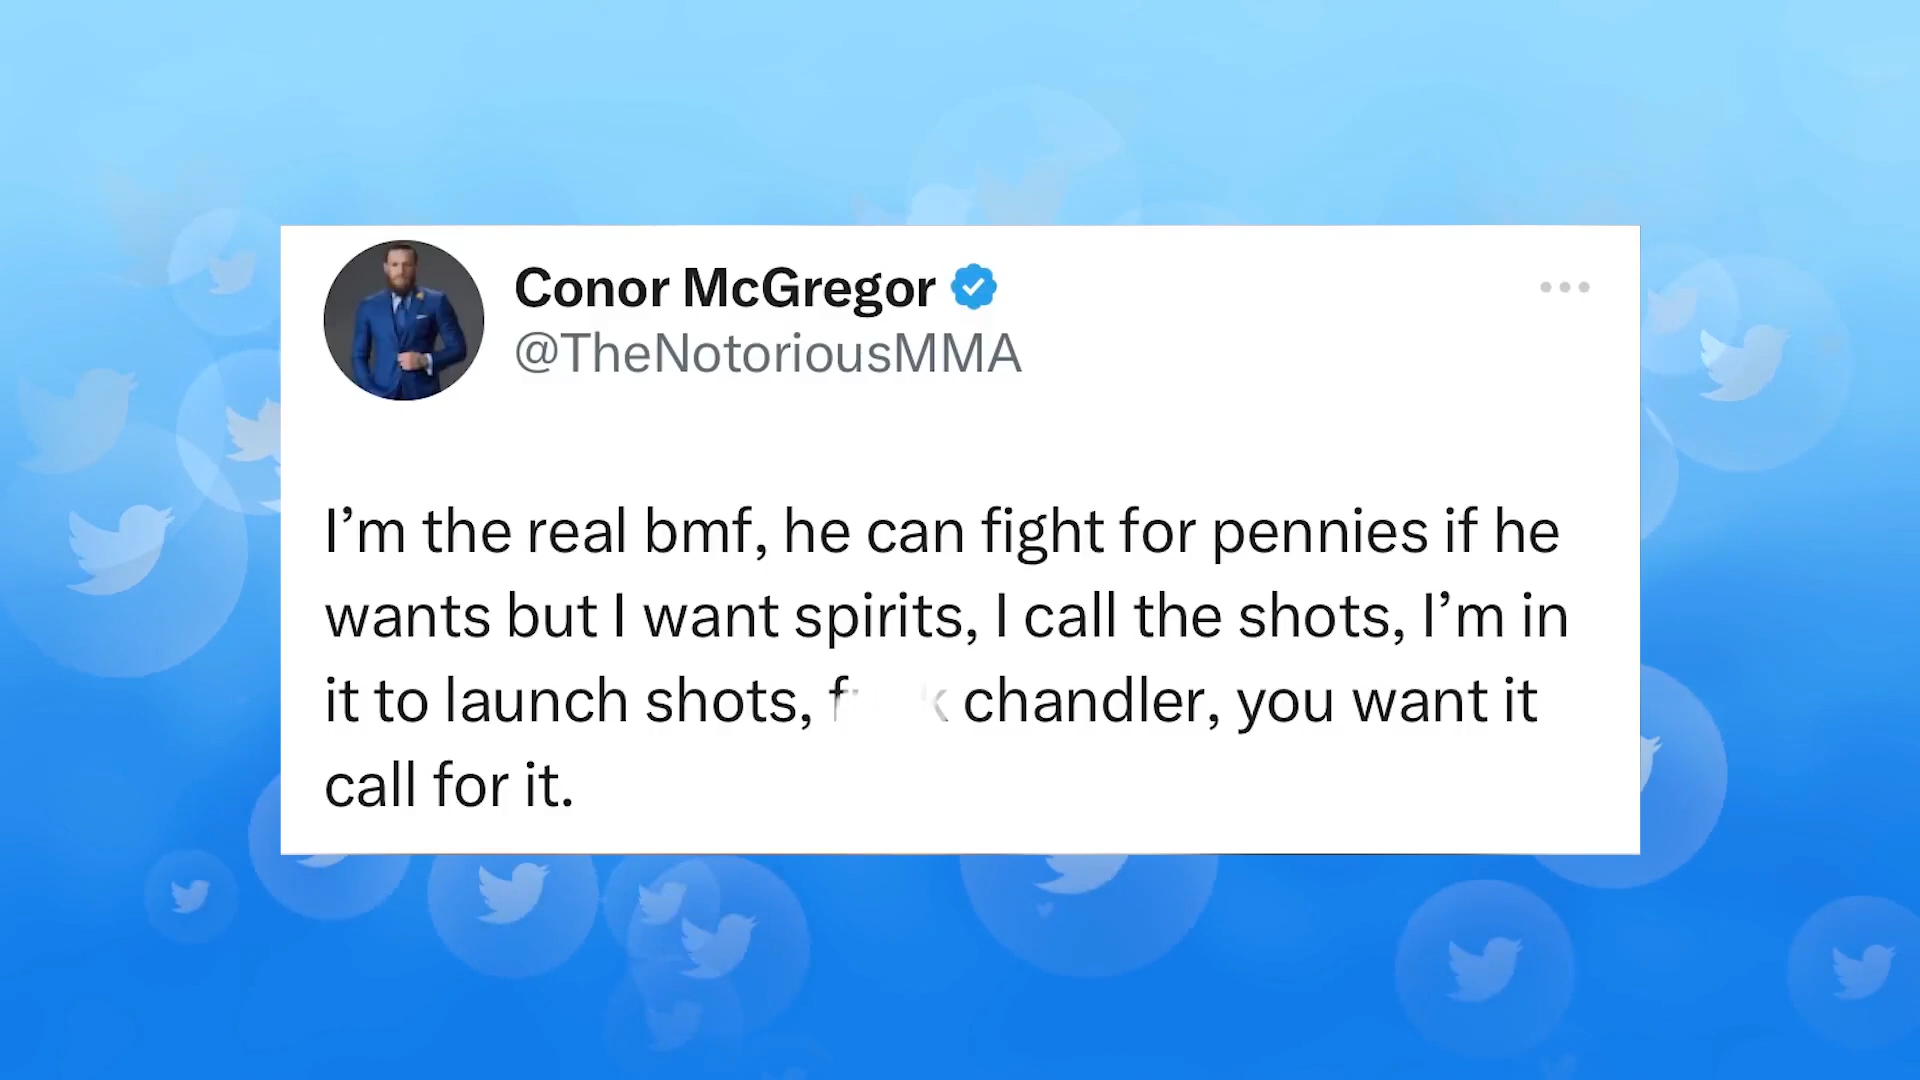 Conor McGregor
@TheNotoriousMMA
I’m the real bmf, he can fight for pennies if he
wants but I want spirits, I call the shots, I’m in
it to launch shots, chandler, you want it
call for it.